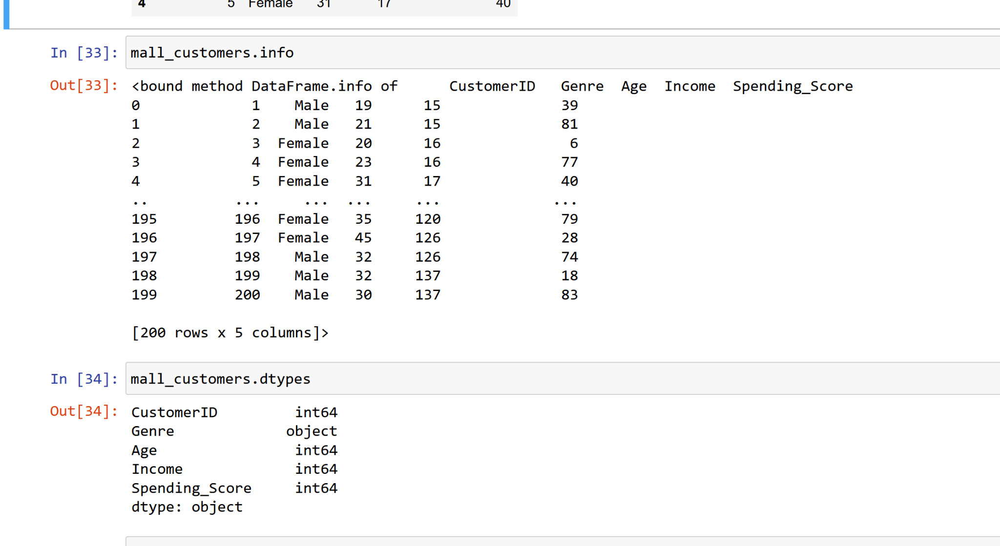 4 5 Female 31 17 40
In [33]: mall_customers.info
Out[33]: <bound method DataFrame.info of CustomerID Genre Age Income Spending_Score
0 1 Male 19 15 39
1 2 Male 21 15 81
2 3 Female 20 16 6
3 4 Female 23 16 77
4 5 Female 31 17 40
.. ... ... ... ... ...
195 196 Female 35 120 79
196 197 Female 45 126 28
197 198 Male 32 126 74
198 199 Male 32 137 18
199 200 Male 30 137 83
[200 rows x 5 columns]>
In [34]: mall_customers.dtypes
Out[34]: CustomerID int64
Genre object
Age int64
Income int64
Spending_Score int64
dtype: object